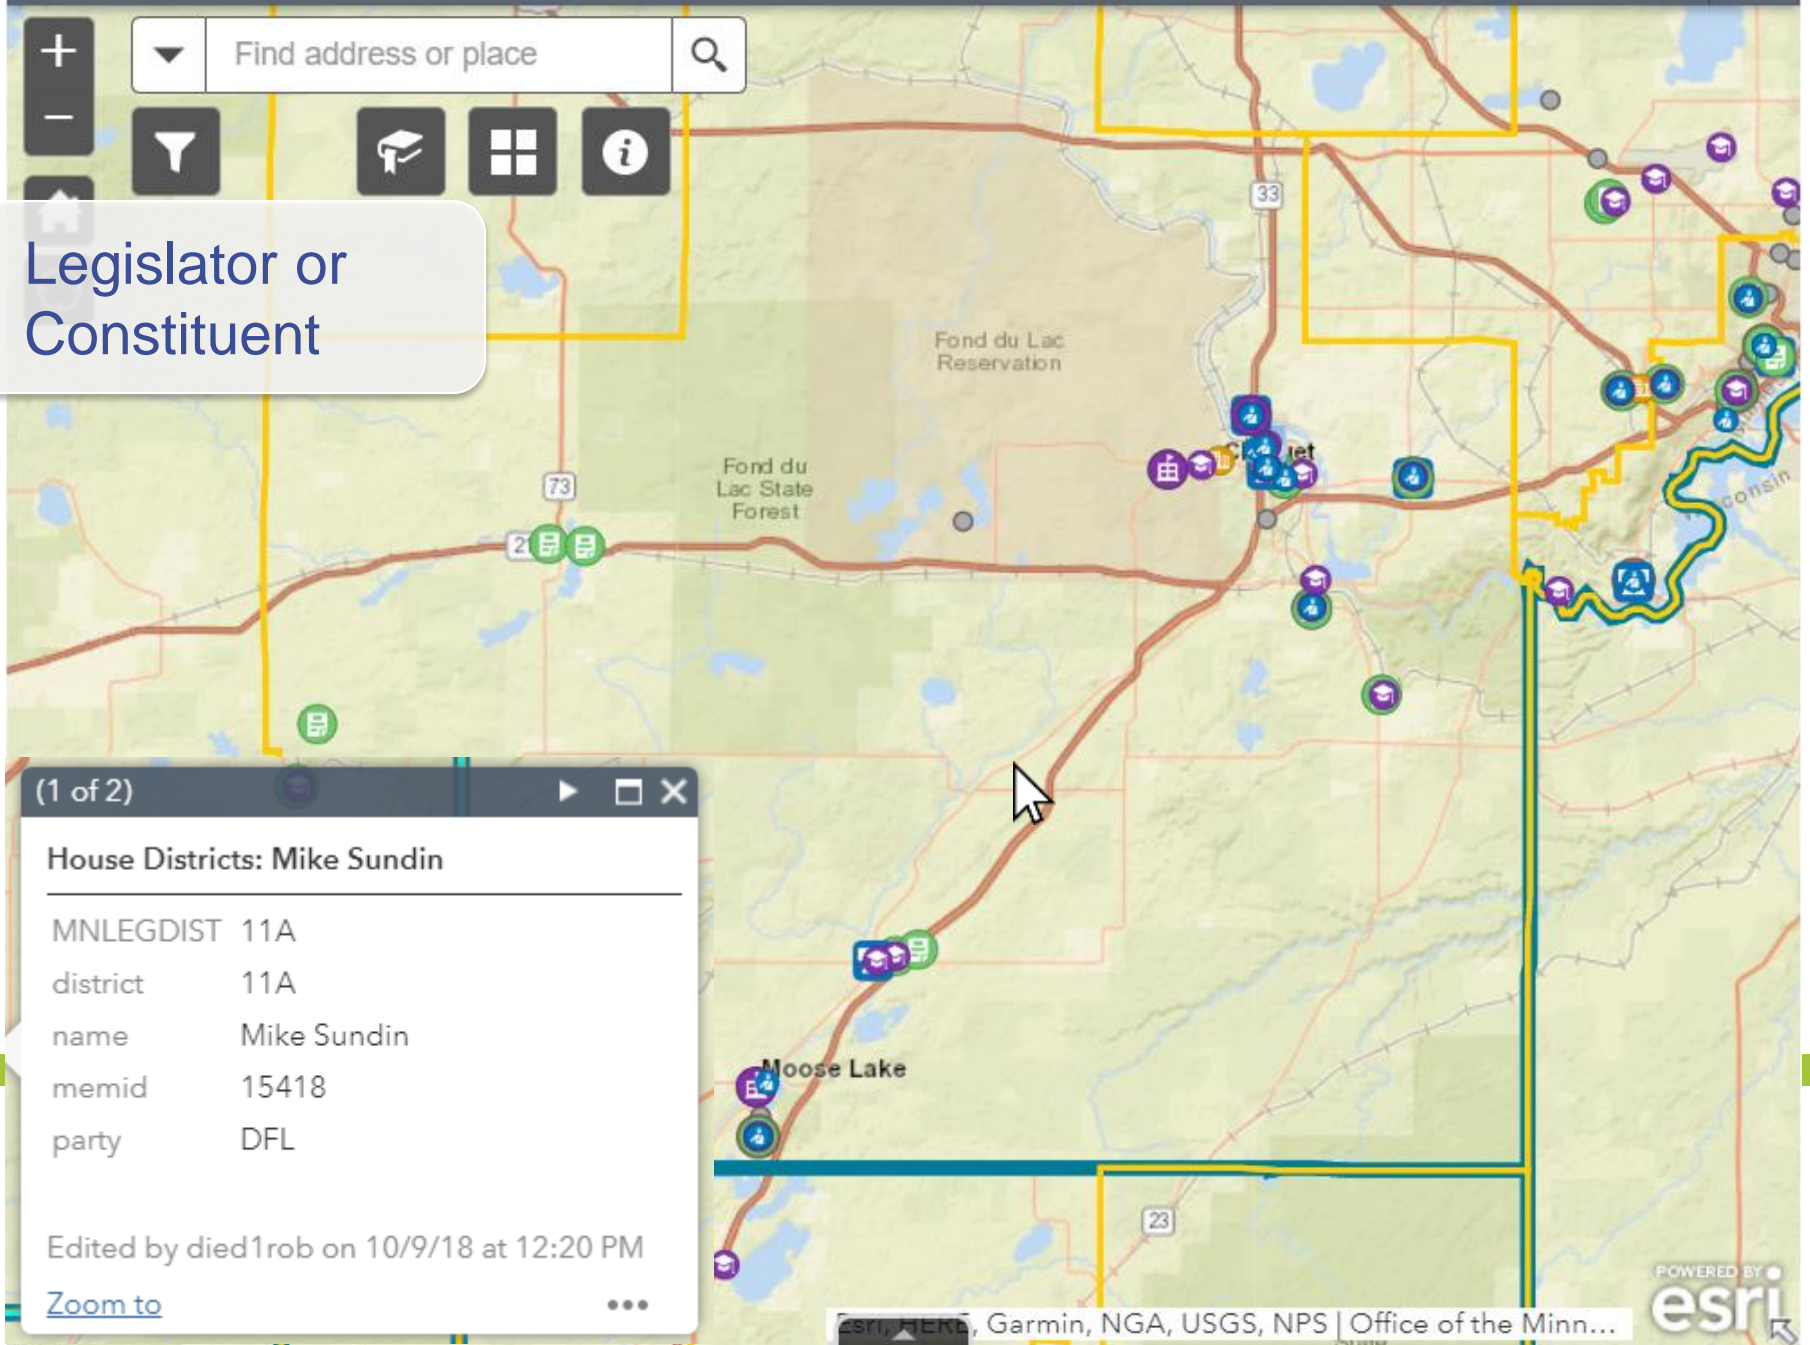 Find address or place
Legislator or
Constituent
33
Fond du Lac
Reservation
Fond du
Lac State
Forest
73
Wisconsin
(1 of 2)
House Districts: Mike Sundin
MNLEGDIST 11A
district 11A
name Mike Sundin
memid 15418
party DFL
Edited by died1rob on 10/9/18 at 12:20 PM
Zoom to
Moose Lake
23
Esri, HERE, Garmin, NGA, USGS, NPS | Office of the Minn...
POWERED BY
esri